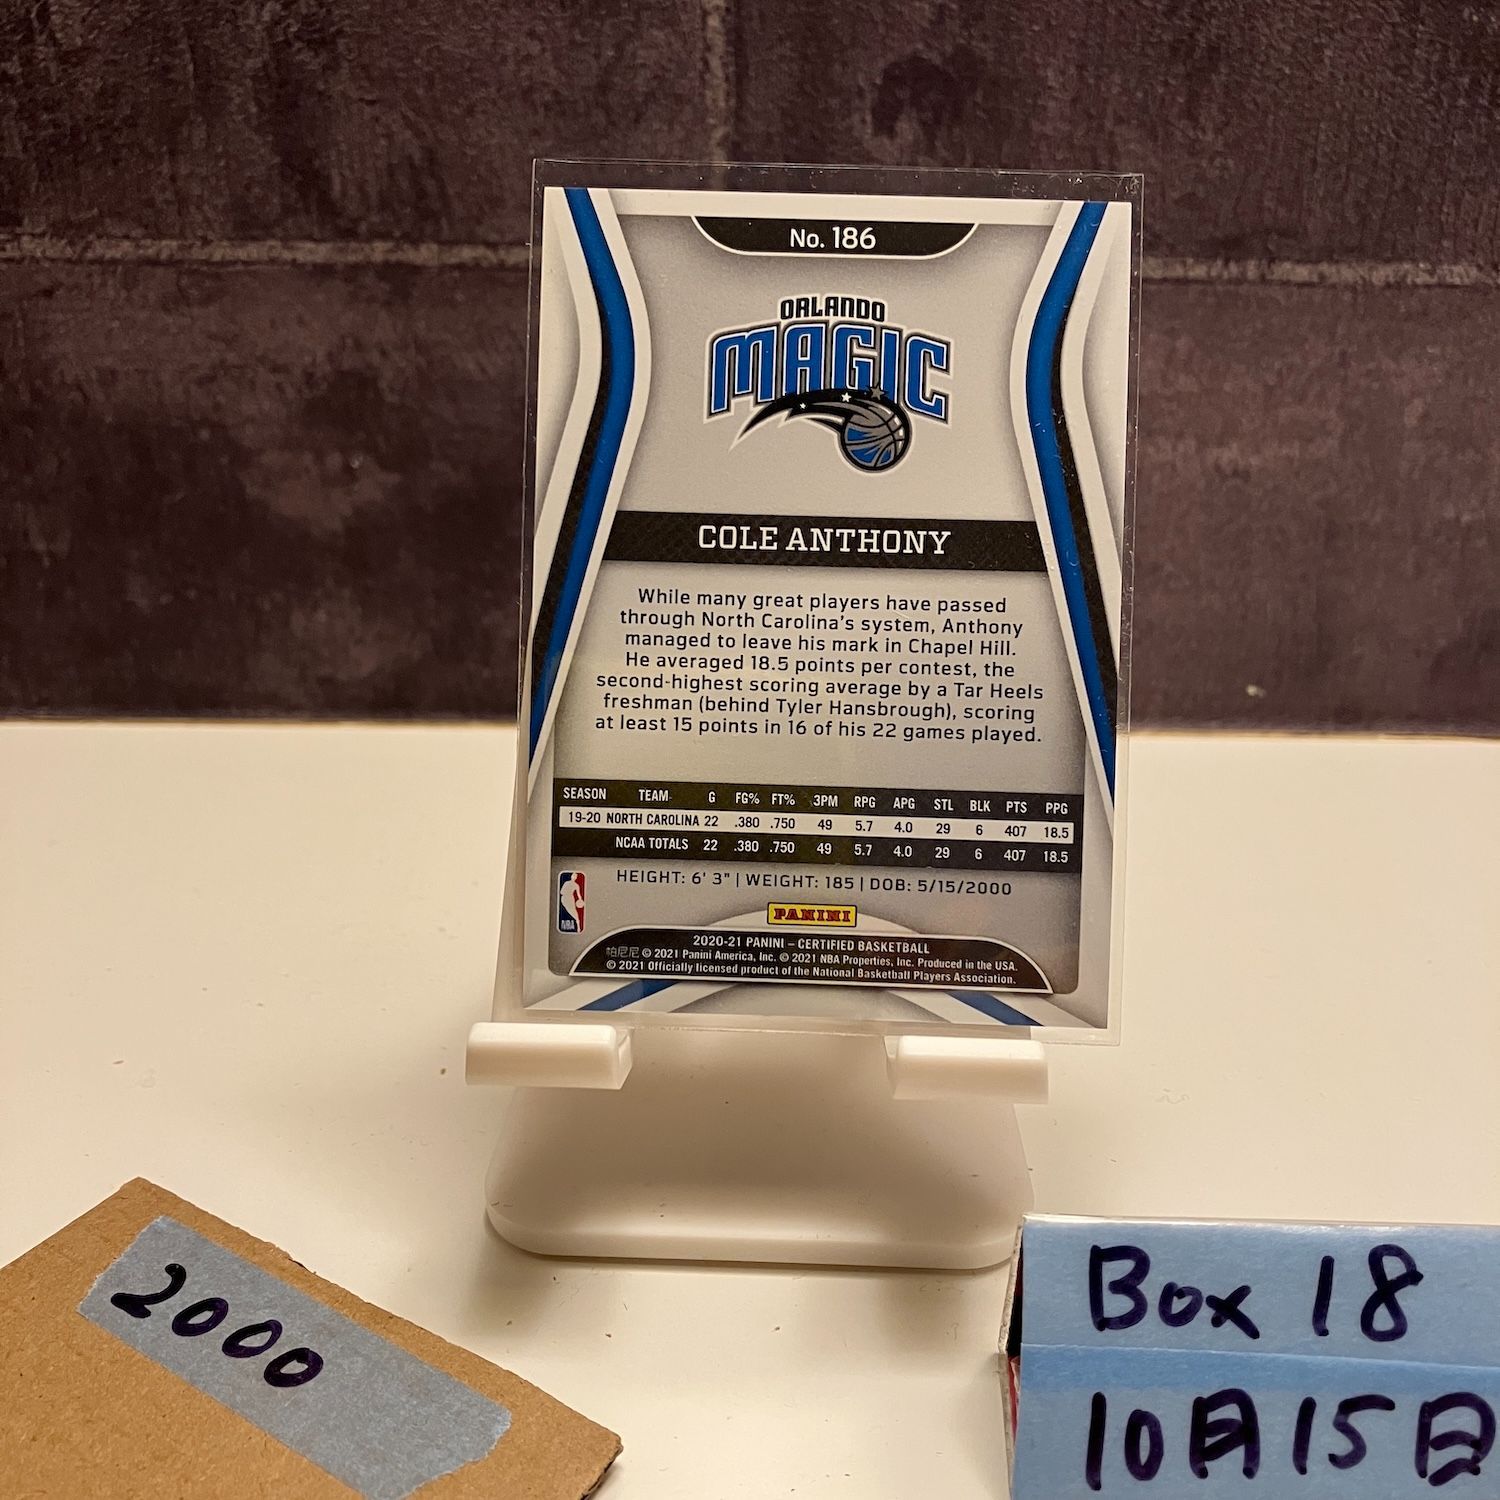 No. 186
ORLANDO
MAGIC
COLE ANTHONY
While many great players have passed
through North Carolina's system, Anthony
managed to leave his mark in Chapel Hill.
He averaged 18.5 points per contest, the
second-highest scoring average by a Tar Heels
freshman (behind Tyler Hansbrough), scoring
at least 15 points in 16 of his 22 games played.
SEASON TEAM G FG% FT% 3PM RPG APG STL BLK PTS PPG
19-20 NORTH CAROLINA 22 .380 .750 49 5.7 4.0 29 6 407 18.5
NCAA TOTALS 22 .380 .750 49 5.7 4.0 29 6 407 18.5
HEIGHT: 6' 3" | WEIGHT: 185 | DOB: 5/15/2000
NBA
PANINI
2020-21 PANINI – CERTIFIED BASKETBALL
帕尼尼 © 2021 Panini America, Inc. © 2021 NBA Properties, Inc. Produced in the USA.
© 2021 Officially licensed product of the National Basketball Players Association.
2000
Box 18
10月15日